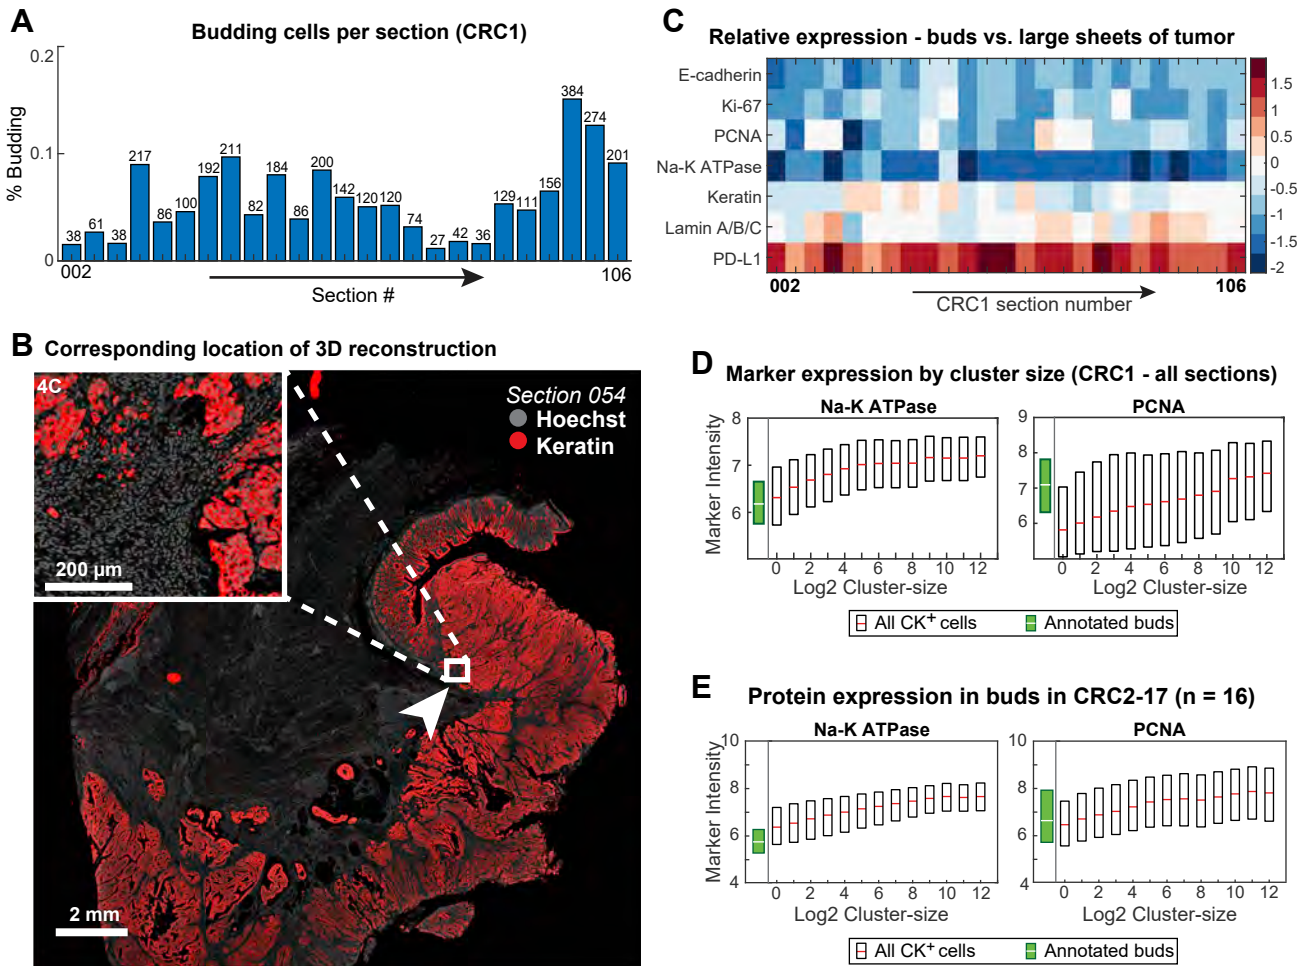 A
Budding cells per section (CRC1)
0.2
0.1
0
% Budding
38 61 38 217 86 100 192 211 82 184 86 200 142 120 120 74 27 42 36 129 111 156 384 274 201
002 106
Section #
B Corresponding location of 3D reconstruction
4C
200 µm
Section 054
Hoechst
Keratin
2 mm
C
Relative expression - buds vs. large sheets of tumor
E-cadherin
Ki-67
PCNA
Na-K ATPase
Keratin
Lamin A/B/C
PD-L1
1.5
1
0.5
0
-0.5
-1
-1.5
-2
002 106
CRC1 section number
D Marker expression by cluster size (CRC1 - all sections)
Na-K ATPase PCNA
Marker Intensity
8
7
6
9
8
7
6
0 2 4 6 8 10 12 0 2 4 6 8 10 12
Log2 Cluster-size Log2 Cluster-size
All CK+ cells Annotated buds
E Protein expression in buds in CRC2-17 (n = 16)
Na-K ATPase PCNA
Marker Intensity
10
8
6
4
10
8
6
4
0 2 4 6 8 10 12 0 2 4 6 8 10 12
Log2 Cluster-size Log2 Cluster-size
All CK+ cells Annotated buds